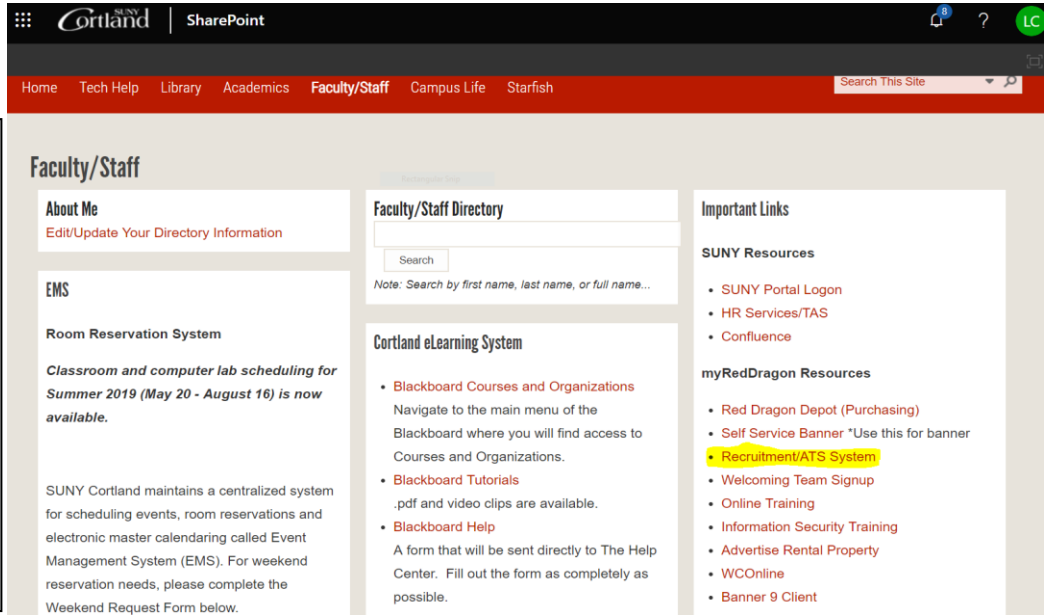 SUNY
Cortland
SharePoint
8
?
LC
Home Tech Help Library Academics Faculty/Staff Campus Life Starfish
Search This Site
Faculty/Staff
About Me
Edit/Update Your Directory Information
EMS
Room Reservation System
Classroom and computer lab scheduling for
Summer 2019 (May 20 - August 16) is now
available.
SUNY Cortland maintains a centralized system
for scheduling events, room reservations and
electronic master calendaring called Event
Management System (EMS). For weekend
reservation needs, please complete the
Weekend Request Form below.
Faculty/Staff Directory
Search
Note: Search by first name, last name, or full name...
Cortland eLearning System
• Blackboard Courses and Organizations
Navigate to the main menu of the
Blackboard where you will find access to
Courses and Organizations.
• Blackboard Tutorials
.pdf and video clips are available.
• Blackboard Help
A form that will be sent directly to The Help
Center. Fill out the form as completely as
possible.
Important Links
SUNY Resources
• SUNY Portal Logon
• HR Services/TAS
• Confluence
myRedDragon Resources
• Red Dragon Depot (Purchasing)
• Self Service Banner *Use this for banner
• Recruitment/ATS System
• Welcoming Team Signup
• Online Training
• Information Security Training
• Advertise Rental Property
• WCOnline
• Banner 9 Client